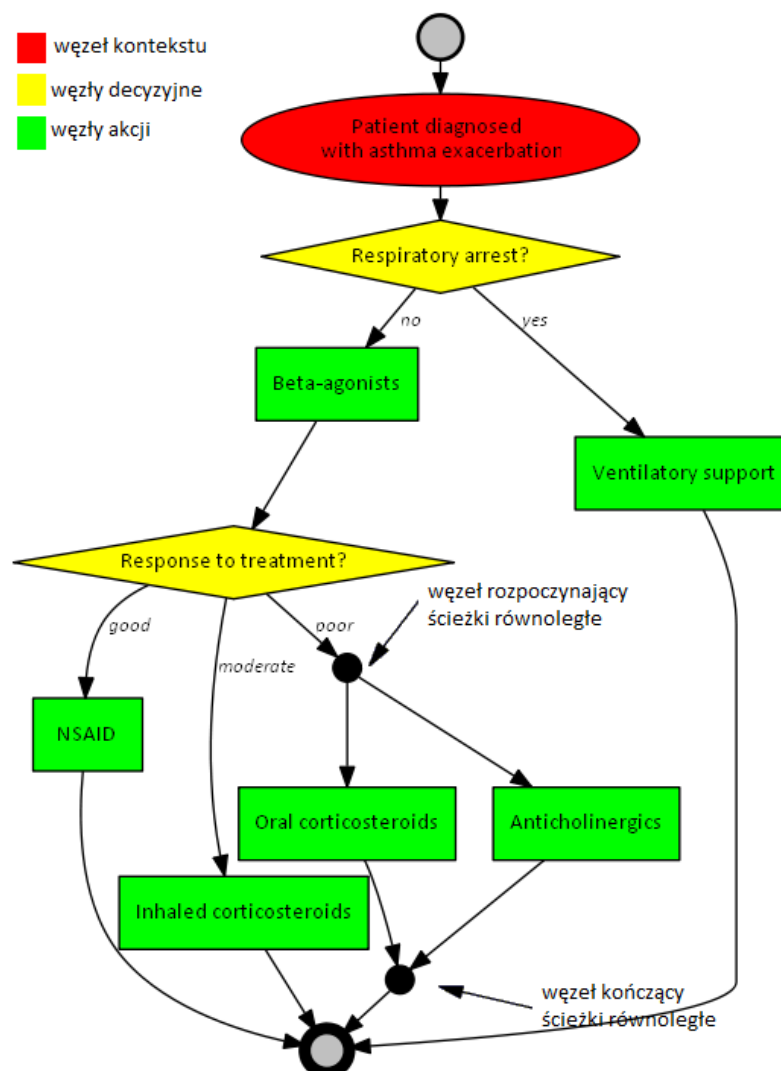 węzeł kontekstu
węzły decyzyjne
węzły akcji
Patient diagnosed
with asthma exacerbation
Respiratory arrest?
no
yes
Beta-agonists
Ventilatory support
Response to treatment?
good
moderate
poor
węzeł rozpoczynający
ścieżki równoległe
NSAID
Oral corticosteroids
Anticholinergics
Inhaled corticosteroids
węzeł kończący
ścieżki równoległe